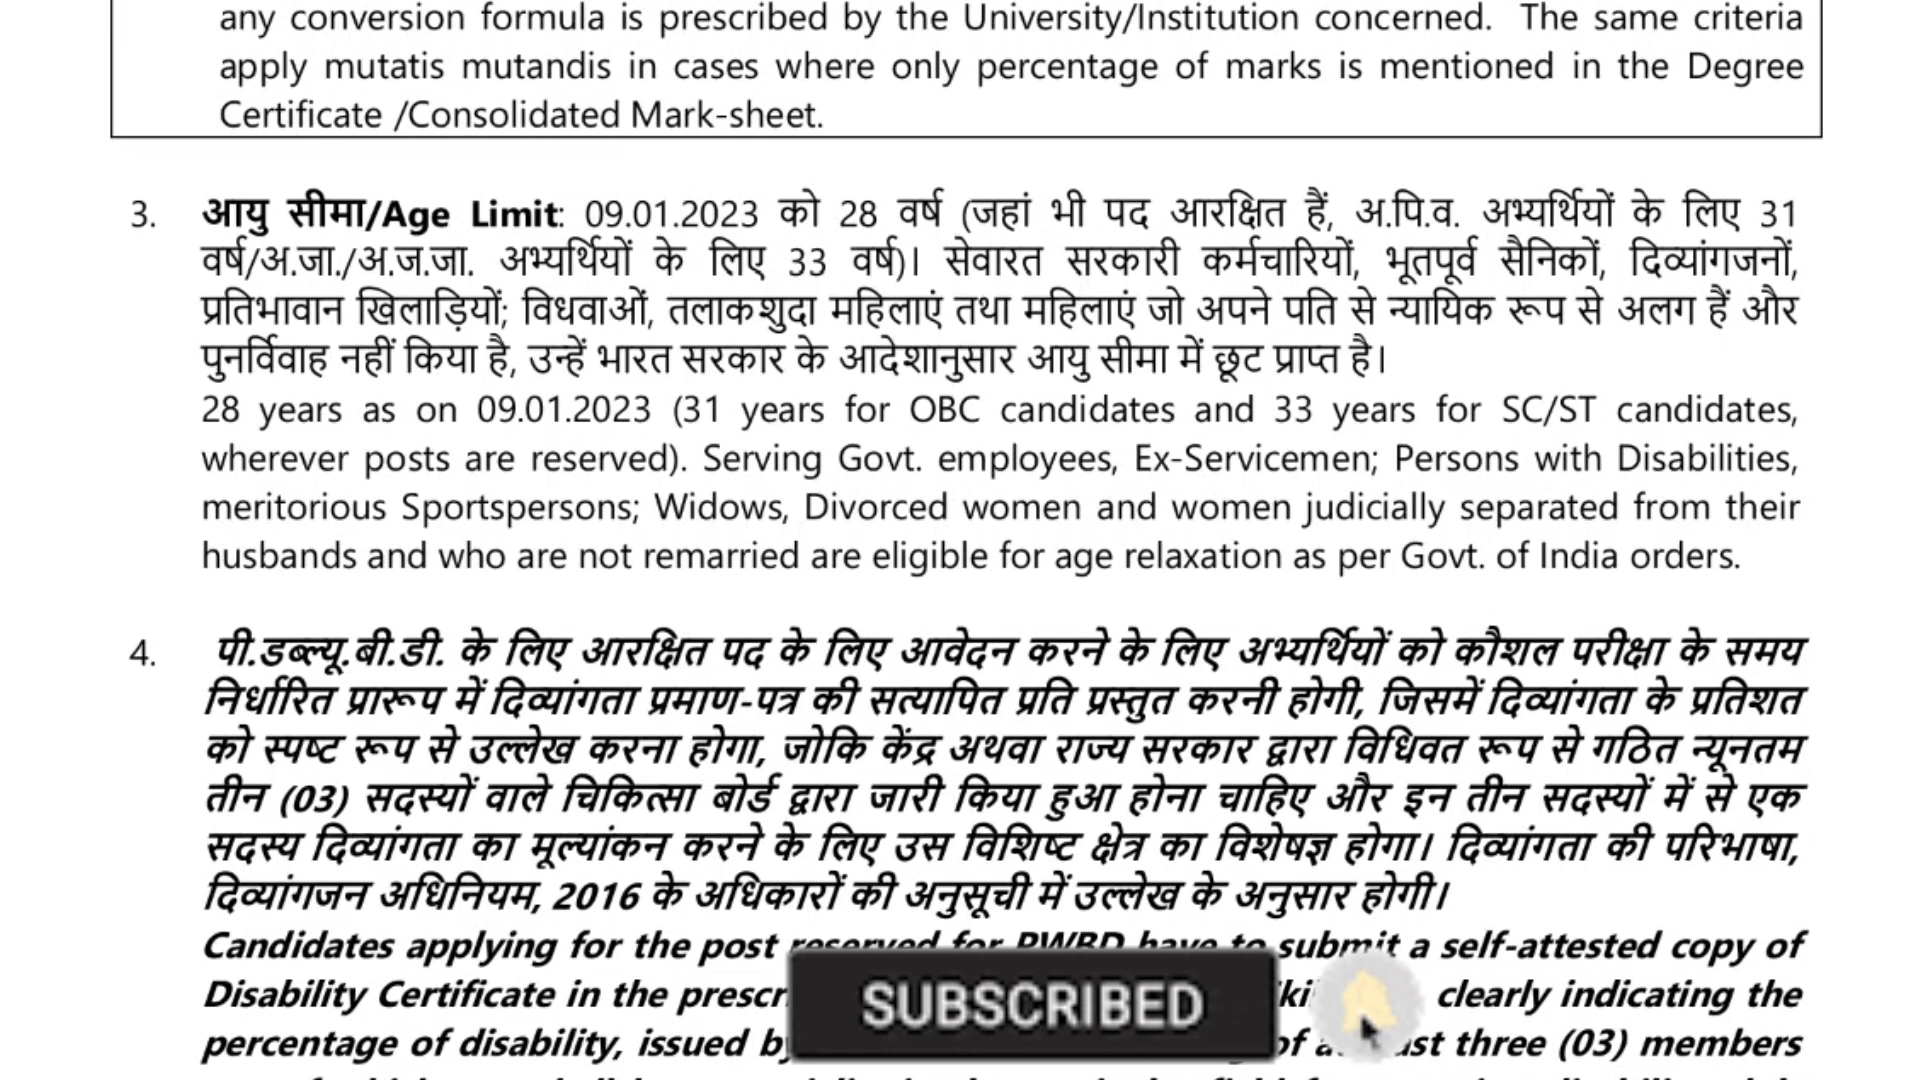 any conversion formula is prescribed by the University/Institution concerned. The same criteria
apply mutatis mutandis in cases where only percentage of marks is mentioned in the Degree
Certificate /Consolidated Mark-sheet.
3. आयु सीमा/Age Limit: 09.01.2023 को 28 वर्ष (जहां भी पद आरक्षित हैं, अ.पि.व. अभ्यर्थियों के लिए 31
वर्ष/अ.जा./अ.ज.जा. अभ्यर्थियों के लिए 33 वर्ष)। सेवारत सरकारी कर्मचारियों, भूतपूर्व सैनिकों, दिव्यांगजनों,
प्रतिभावान खिलाड़ियों; विधवाओं, तलाकशुदा महिलाएं तथा महिलाएं जो अपने पति से न्यायिक रूप से अलग हैं और
पुनर्विवाह नहीं किया है, उन्हें भारत सरकार के आदेशानुसार आयु सीमा में छूट प्राप्त है।
28 years as on 09.01.2023 (31 years for OBC candidates and 33 years for SC/ST candidates,
wherever posts are reserved). Serving Govt. employees, Ex-Servicemen; Persons with Disabilities,
meritorious Sportspersons; Widows, Divorced women and women judicially separated from their
husbands and who are not remarried are eligible for age relaxation as per Govt. of India orders.
4. पी.डब्ल्यू.बी.डी. के लिए आरक्षित पद के लिए आवेदन करने के लिए अभ्यर्थियों को कौशल परीक्षा के समय
निर्धारित प्रारूप में दिव्यांगता प्रमाण-पत्र की सत्यापित प्रति प्रस्तुत करनी होगी, जिसमें दिव्यांगता के प्रतिशत
को स्पष्ट रूप से उल्लेख करना होगा, जोकि केंद्र अथवा राज्य सरकार द्वारा विधिवत रूप से गठित न्यूनतम
तीन (03) सदस्यों वाले चिकित्सा बोर्ड द्वारा जारी किया हुआ होना चाहिए और इन तीन सदस्यों में से एक
सदस्य दिव्यांगता का मूल्यांकन करने के लिए उस विशिष्ट क्षेत्र का विशेषज्ञ होगा। दिव्यांगता की परिभाषा,
दिव्यांगजन अधिनियम, 2016 के अधिकारों की अनुसूची में उल्लेख के अनुसार होगी।
Candidates applying for the post reserved for PWBD have to submit a self-attested copy of
Disability Certificate in the clearly indicating the
percentage of disability, issued of three (03) members
SUBSCRIBED